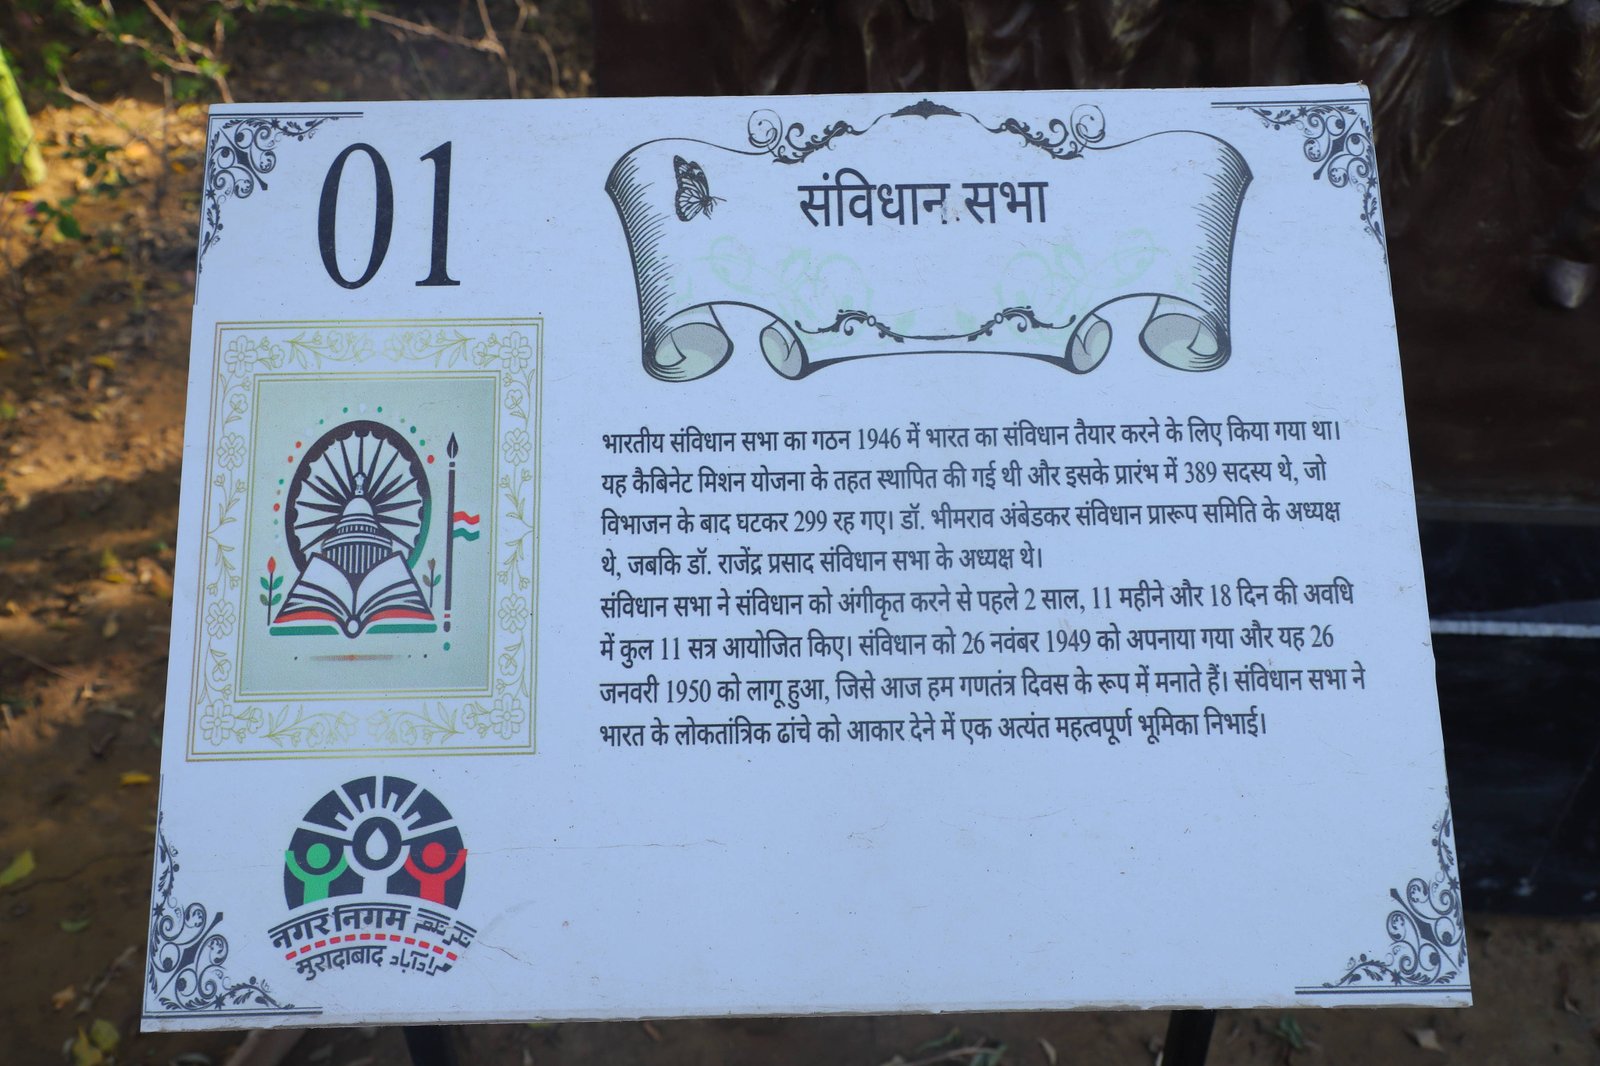 01
संविधान सभा
भारतीय संविधान सभा का गठन 1946 में भारत का संविधान तैयार करने के लिए किया गया था।
यह कैबिनेट मिशन योजना के तहत स्थापित की गई थी और इसके प्रारंभ में 389 सदस्य थे, जो
विभाजन के बाद घटकर 299 रह गए। डॉ. भीमराव अंबेडकर संविधान प्रारूप समिति के अध्यक्ष
थे, जबकि डॉ. राजेंद्र प्रसाद संविधान सभा के अध्यक्ष थे।
संविधान सभा ने संविधान को अंगीकृत करने से पहले 2 साल, 11 महीने और 18 दिन की अवधि
में कुल 11 सत्र आयोजित किए। संविधान को 26 नवंबर 1949 को अपनाया गया और यह 26
जनवरी 1950 को लागू हुआ, जिसे आज हम गणतंत्र दिवस के रूप में मनाते हैं। संविधान सभा ने
भारत के लोकतांत्रिक ढांचे को आकार देने में एक अत्यंत महत्वपूर्ण भूमिका निभाई।
नगर निगम
मुरादाबाद مرادآباد